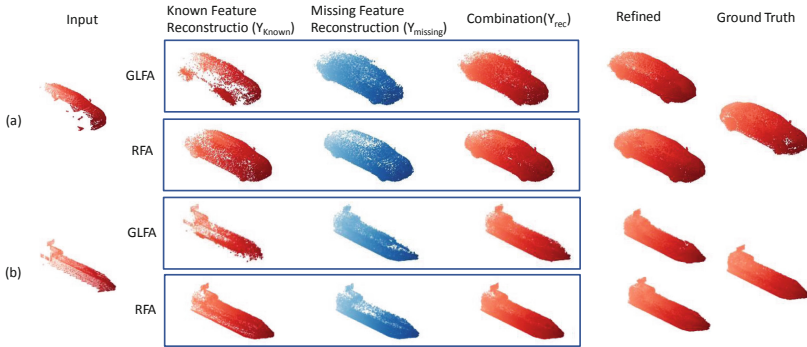 Input
Known Feature
Reconstructio (Y_Known)
Missing Feature
Reconstruction (Y_missing)
Combination(Y_rec)
Refined
Ground Truth
GLFA
(a)
RFA
GLFA
(b)
RFA